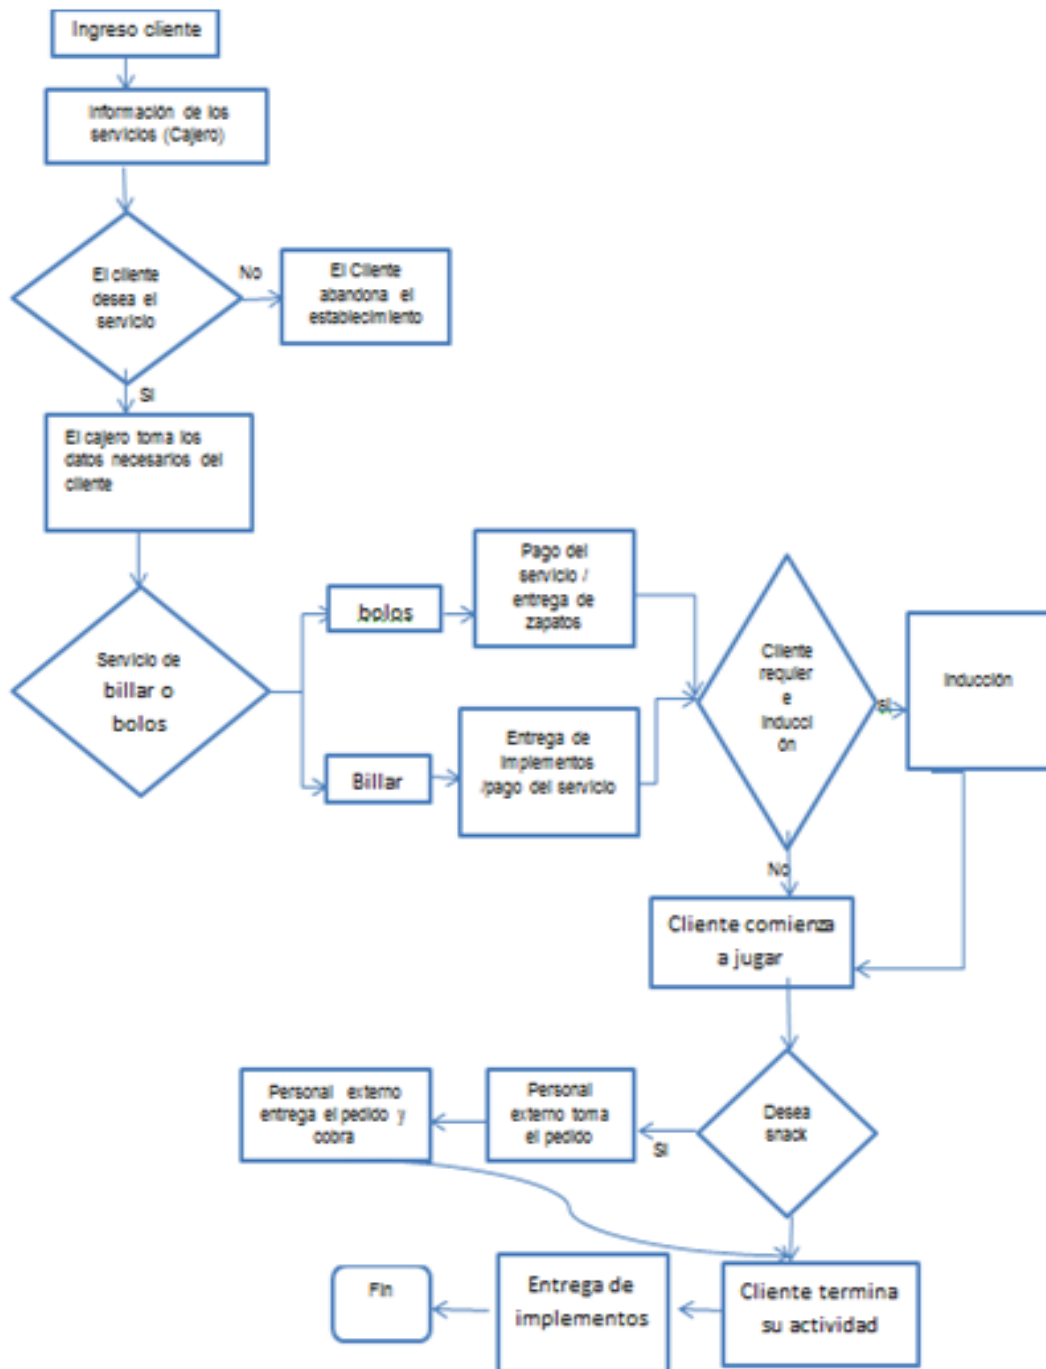 Ingreso cliente
Información de los
servicios (Cajero)
El cliente
desea el
servicio
No
El Cliente
abandona el
establecimiento
Si
El cajero toma los
datos necesarios del
cliente
Servicio de
billar o
bolos
bolos
Pago del
servicio /
entrega de
zapatos
Billar
Entrega de
implementos
/pago del servicio
Cliente
requier
e
inducci
ón
si
Inducción
No
Cliente comienza
a jugar
Desea
snack
Si
Personal
externo toma
el pedido
Personal externo
entrega el pedido y
cobra
Cliente termina
su actividad
Entrega de
implementos
Fin